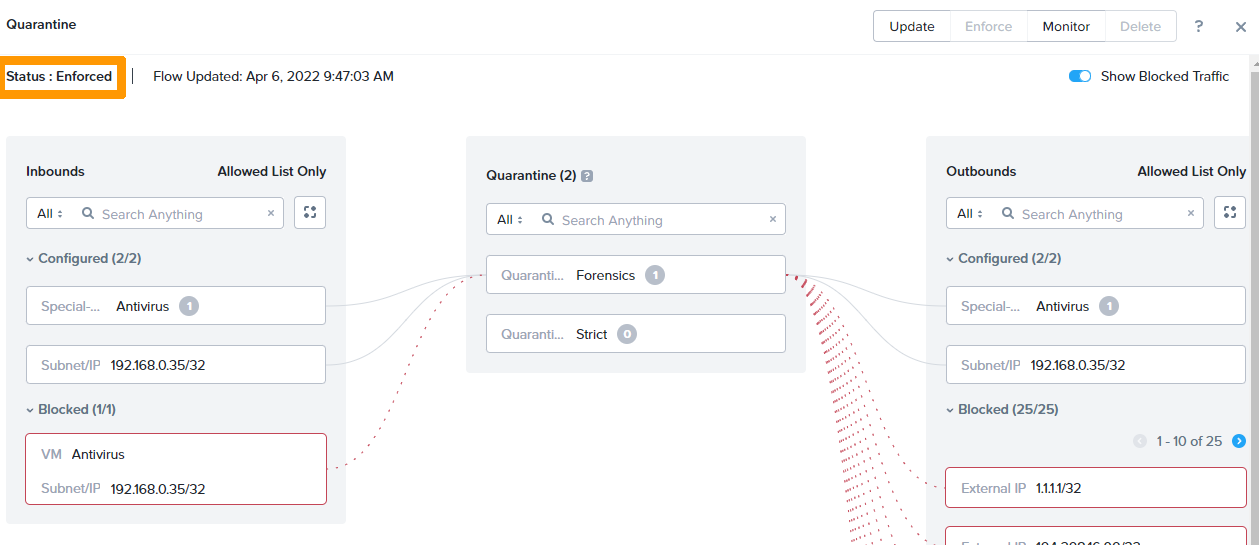 Quarantine
Update Enforce Monitor Delete ? ×
Status : Enforced Flow Updated: Apr 6, 2022 9:47:03 AM Show Blocked Traffic
Inbounds Allowed List Only
All Search Anything ×
Configured (2/2)
Special-... Antivirus 1
Subnet/IP 192.168.0.35/32
Blocked (1/1)
VM Antivirus
Subnet/IP 192.168.0.35/32
Quarantine (2) ?
All Search Anything ×
Quaranti... Forensics 1
Quaranti... Strict 0
Outbounds Allowed List Only
All Search Anything ×
Configured (2/2)
Special-... Antivirus 1
Subnet/IP 192.168.0.35/32
Blocked (25/25)
1 - 10 of 25
External IP 1.1.1.1/32